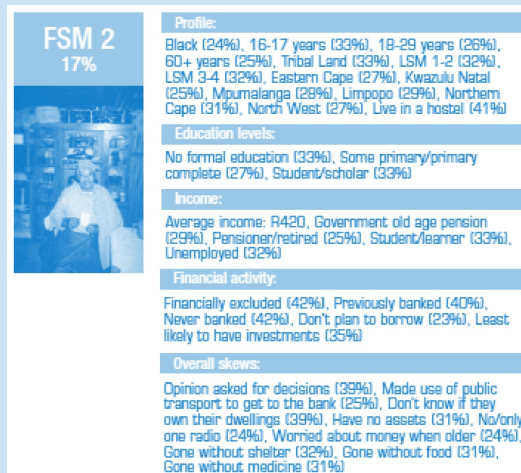 FSM 2
17%
Profile:
Black (24%), 16-17 years (33%), 18-29 years (26%),
60+ years (25%), Tribal Land (33%), LSM 1-2 (32%),
LSM 3-4 (32%), Eastern Cape (27%), Kwazulu Natal
(25%), Mpumalanga (28%), Limpopo (29%), Northern
Cape (31%), North West (27%), Live in a hostel (41%)
Education levels:
No formal education (33%), Some primary/primary
complete (27%), Student/scholar (33%)
Income:
Average income: R420, Government old age pension
(29%), Pensioner/retired (25%), Student/learner (33%),
Unemployed (32%)
Financial activity:
Financially excluded (42%), Previously banked (40%),
Never banked (42%), Don't plan to borrow (23%), Least
likely to have investments (35%)
Overall skews:
Opinion asked for decisions (39%), Made use of public
transport to get to the bank (25%), Don't know if they
own their dwellings (39%), Have no assets (31%), No/only
one radio (24%), Worried about money when older (24%),
Gone without shelter (32%), Gone without food (31%),
Gone without medicine (31%)